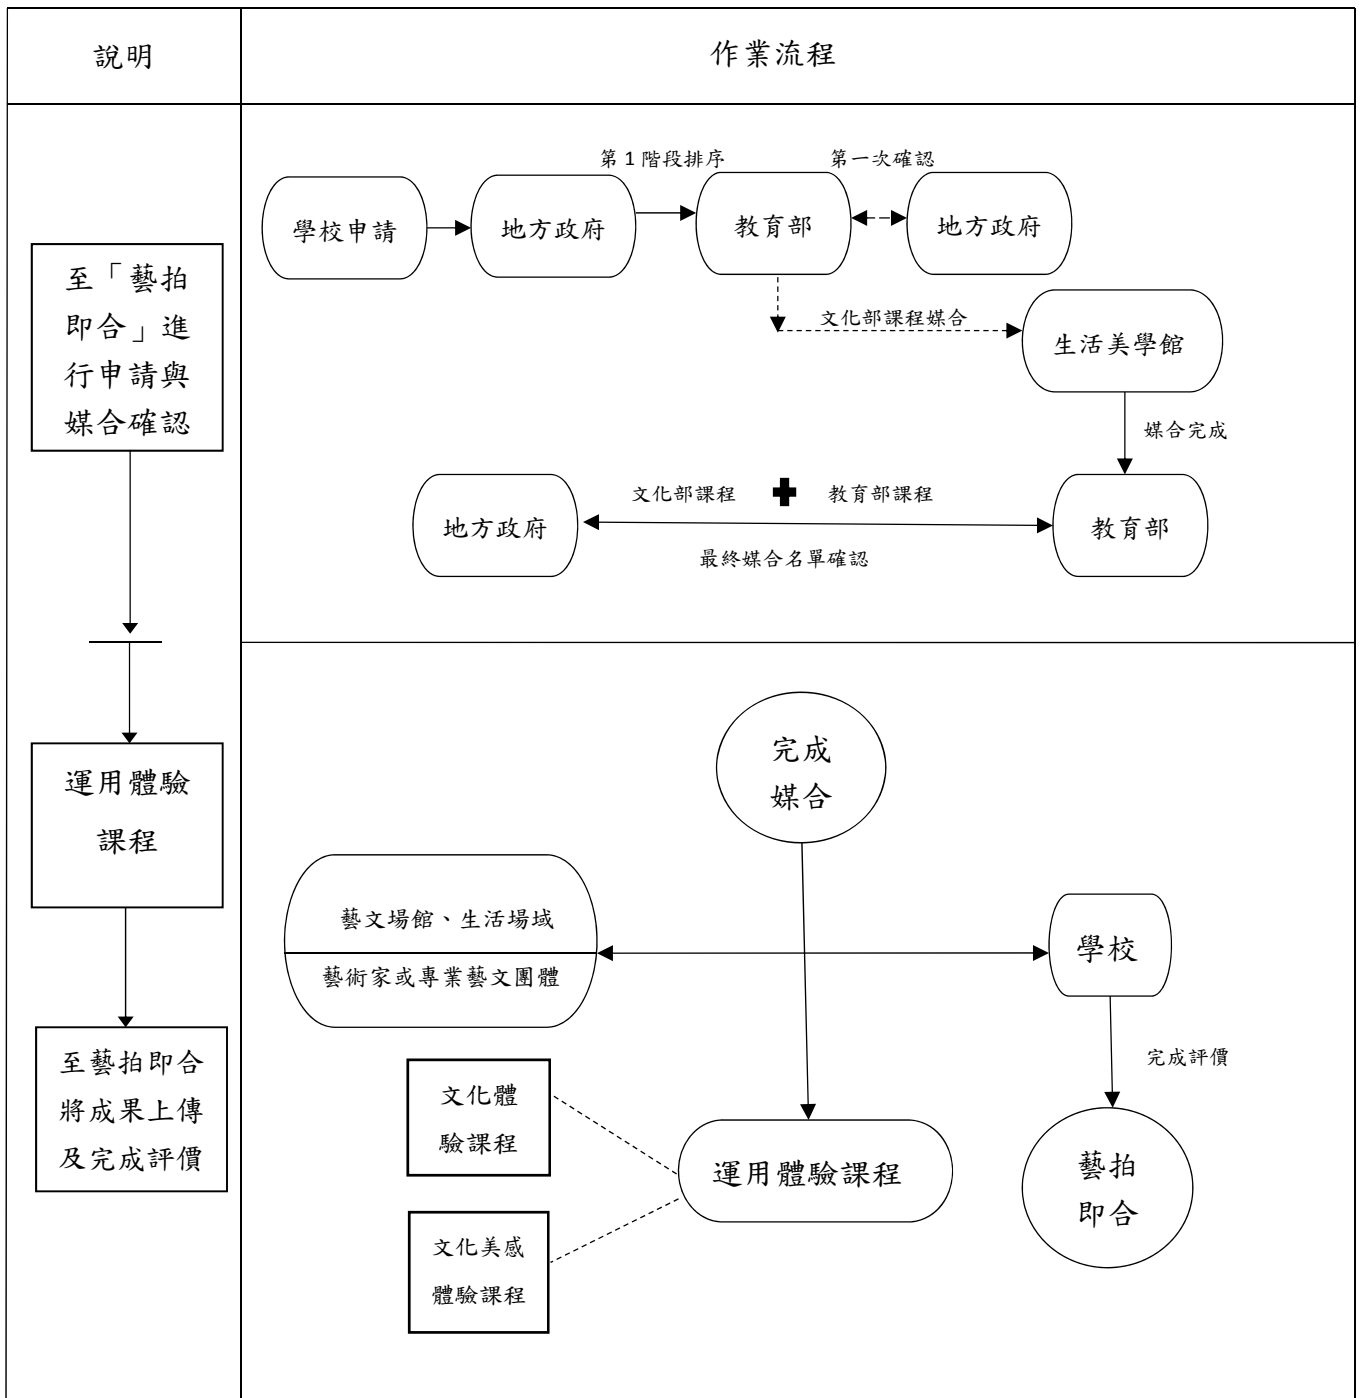 說明
作業流程
第1階段排序
第一次確認
學校申請
地方政府
教育部
地方政府
至「藝拍
即合」進
行申請與
媒合確認
文化部課程媒合
生活美學館
媒合完成
文化部課程
教育部課程
地方政府
教育部
最終媒合名單確認
運用體驗
課程
完成
媒合
藝文場館、生活場域
藝術家或專業藝文團體
學校
至藝拍即合
將成果上傳
及完成評價
完成評價
文化體
驗課程
運用體驗課程
藝拍
即合
文化美感
體驗課程